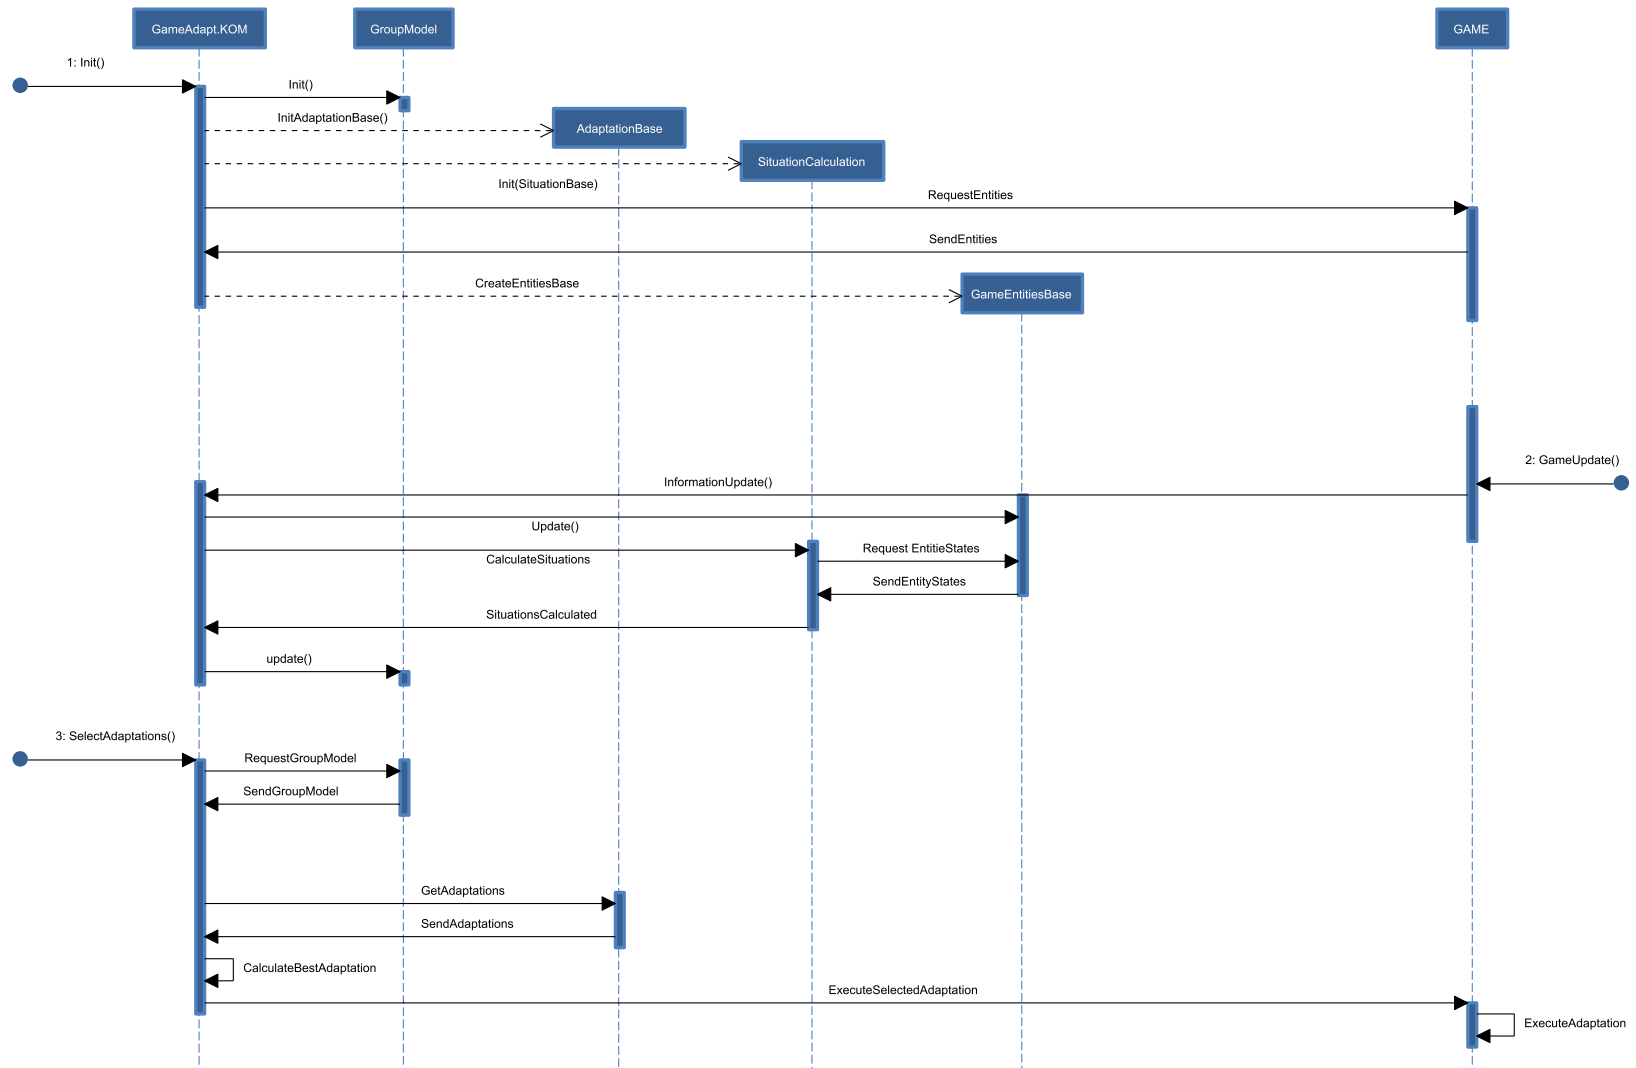 GameAdapt.KOM
GroupModel
GAME
1: Init()
Init()
InitAdaptationBase()
AdaptationBase
SituationCalculation
Init(SituationBase)
RequestEntities
SendEntities
CreateEntitiesBase
GameEntitiesBase
2: GameUpdate()
InformationUpdate()
Update()
Request EntitieStates
CalculateSituations
SendEntityStates
SituationsCalculated
update()
3: SelectAdaptations()
RequestGroupModel
SendGroupModel
GetAdaptations
SendAdaptations
CalculateBestAdaptation
ExecuteSelectedAdaptation
ExecuteAdaptation